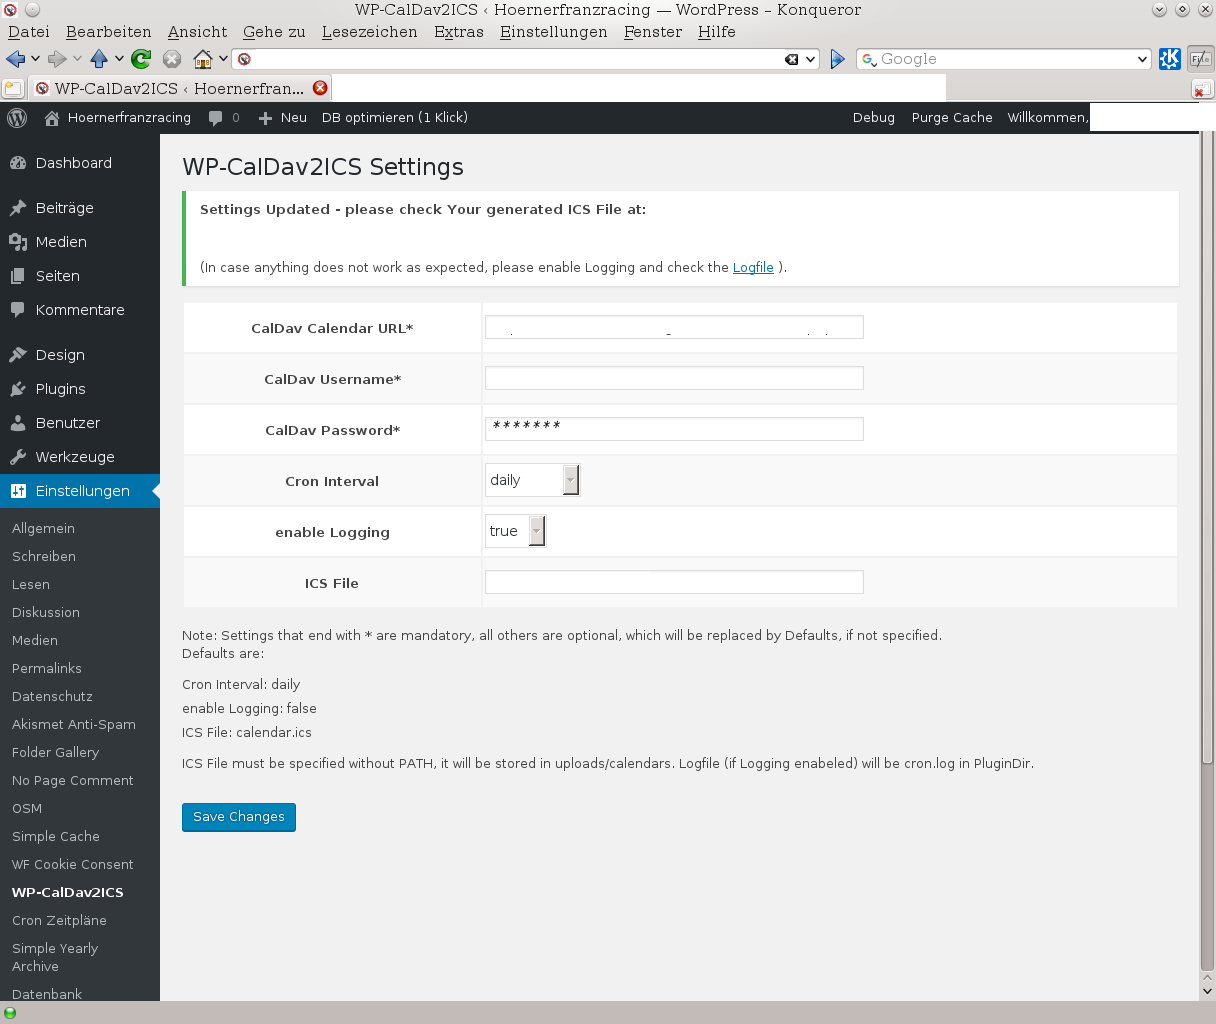 WP-CalDav2ICS ‹ Hoernerfranzracing — WordPress – Konqueror
Datei Bearbeiten Ansicht Gehe zu Lesezeichen Extras Einstellungen Fenster Hilfe
Google
WP-CalDav2ICS ‹ Hoernerfran...
Hoernerfranzracing 0 Neu DB optimieren (1 Klick) Debug Purge Cache Willkommen,
Dashboard
Beiträge
Medien
Seiten
Kommentare
Design
Plugins
Benutzer
Werkzeuge
Einstellungen
Allgemein
Schreiben
Lesen
Diskussion
Medien
Permalinks
Datenschutz
Akismet Anti-Spam
Folder Gallery
No Page Comment
OSM
Simple Cache
WF Cookie Consent
WP-CalDav2ICS
Cron Zeitpläne
Simple Yearly
Archive
Datenbank
WP-CalDav2ICS Settings
Settings Updated - please check Your generated ICS File at:
(In case anything does not work as expected, please enable Logging and check the Logfile ).
CalDav Calendar URL*
CalDav Username*
CalDav Password* *******
Cron Interval daily
enable Logging true
ICS File
Note: Settings that end with * are mandatory, all others are optional, which will be replaced by Defaults, if not specified.
Defaults are:
Cron Interval: daily
enable Logging: false
ICS File: calendar.ics
ICS File must be specified without PATH, it will be stored in uploads/calendars. Logfile (if Logging enabeled) will be cron.log in PluginDir.
Save Changes